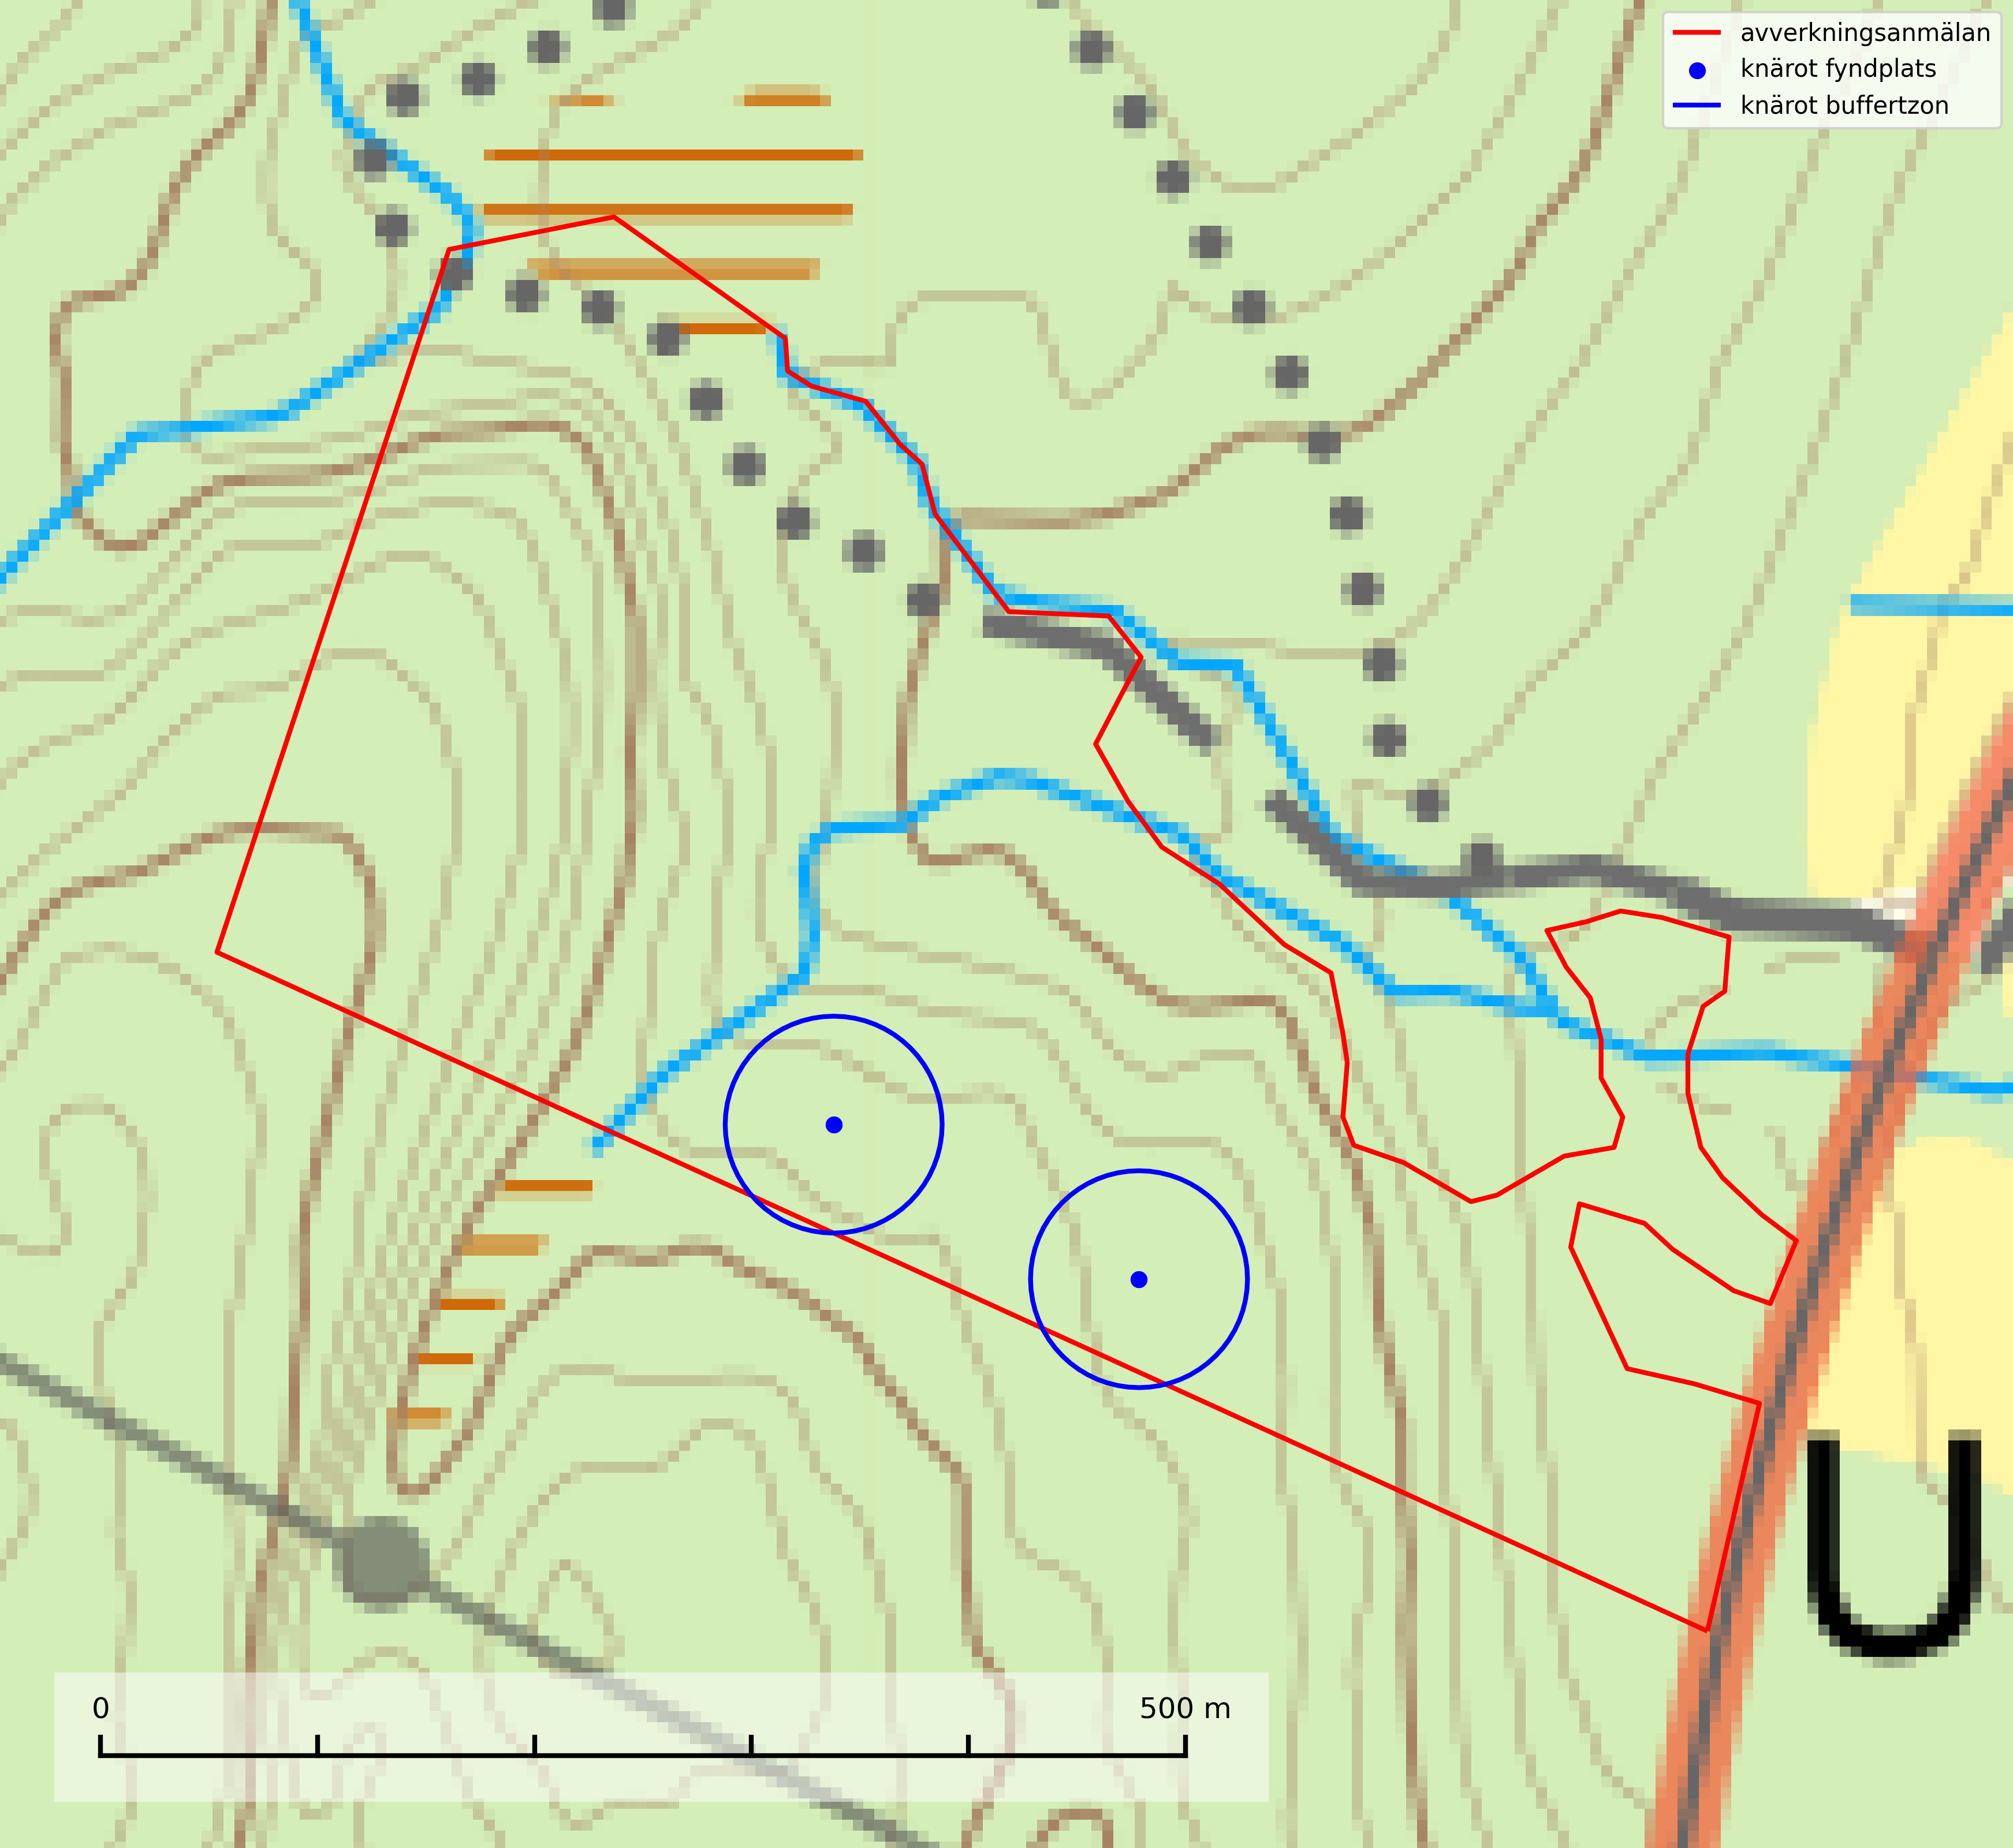 avverkningsanmälan
knärot fyndplats
knärot buffertzon
U
0 500 m